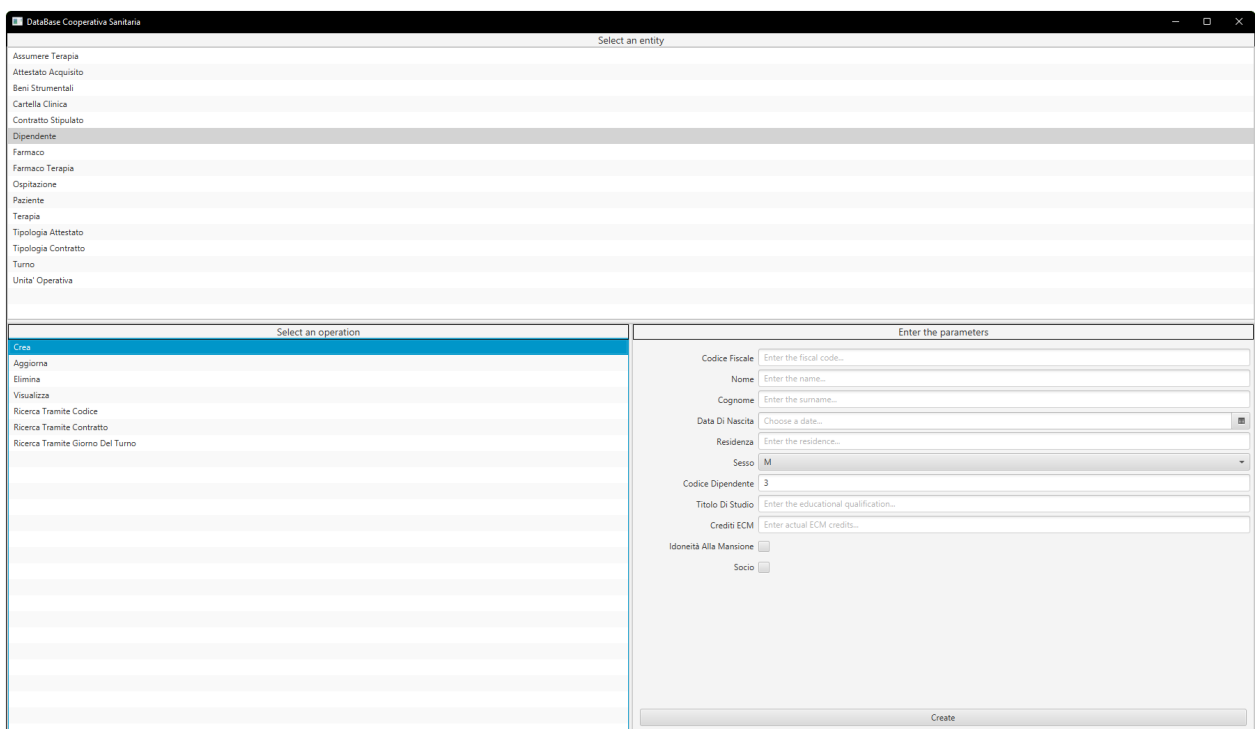 DataBase Cooperativa Sanitaria
Select an entity
Assumere Terapia
Attestato Acquisito
Beni Strumentali
Cartella Clinica
Contratto Stipulato
Dipendente
Farmaco
Farmaco Terapia
Ospitazione
Paziente
Terapia
Tipologia Attestato
Tipologia Contratto
Turno
Unita' Operativa
Select an operation
Crea
Aggiorna
Elimina
Visualizza
Ricerca Tramite Codice
Ricerca Tramite Contratto
Ricerca Tramite Giorno Del Turno
Enter the parameters
Codice Fiscale Enter the fiscal code...
Nome Enter the name...
Cognome Enter the surname...
Data Di Nascita Choose a date...
Residenza Enter the residence...
Sesso M
Codice Dipendente 3
Titolo Di Studio Enter the educational qualification...
Crediti ECM Enter actual ECM credits...
Idoneità Alla Mansione
Socio
Create